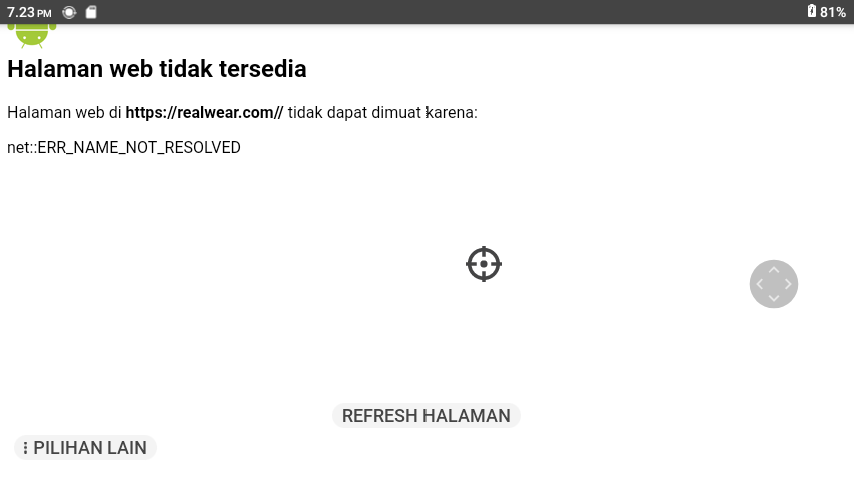 7.23 PM
81%
Halaman web tidak tersedia
Halaman web di https://realwear.com// tidak dapat dimuat karena:
net::ERR_NAME_NOT_RESOLVED
REFRESH HALAMAN
PILIHAN LAIN